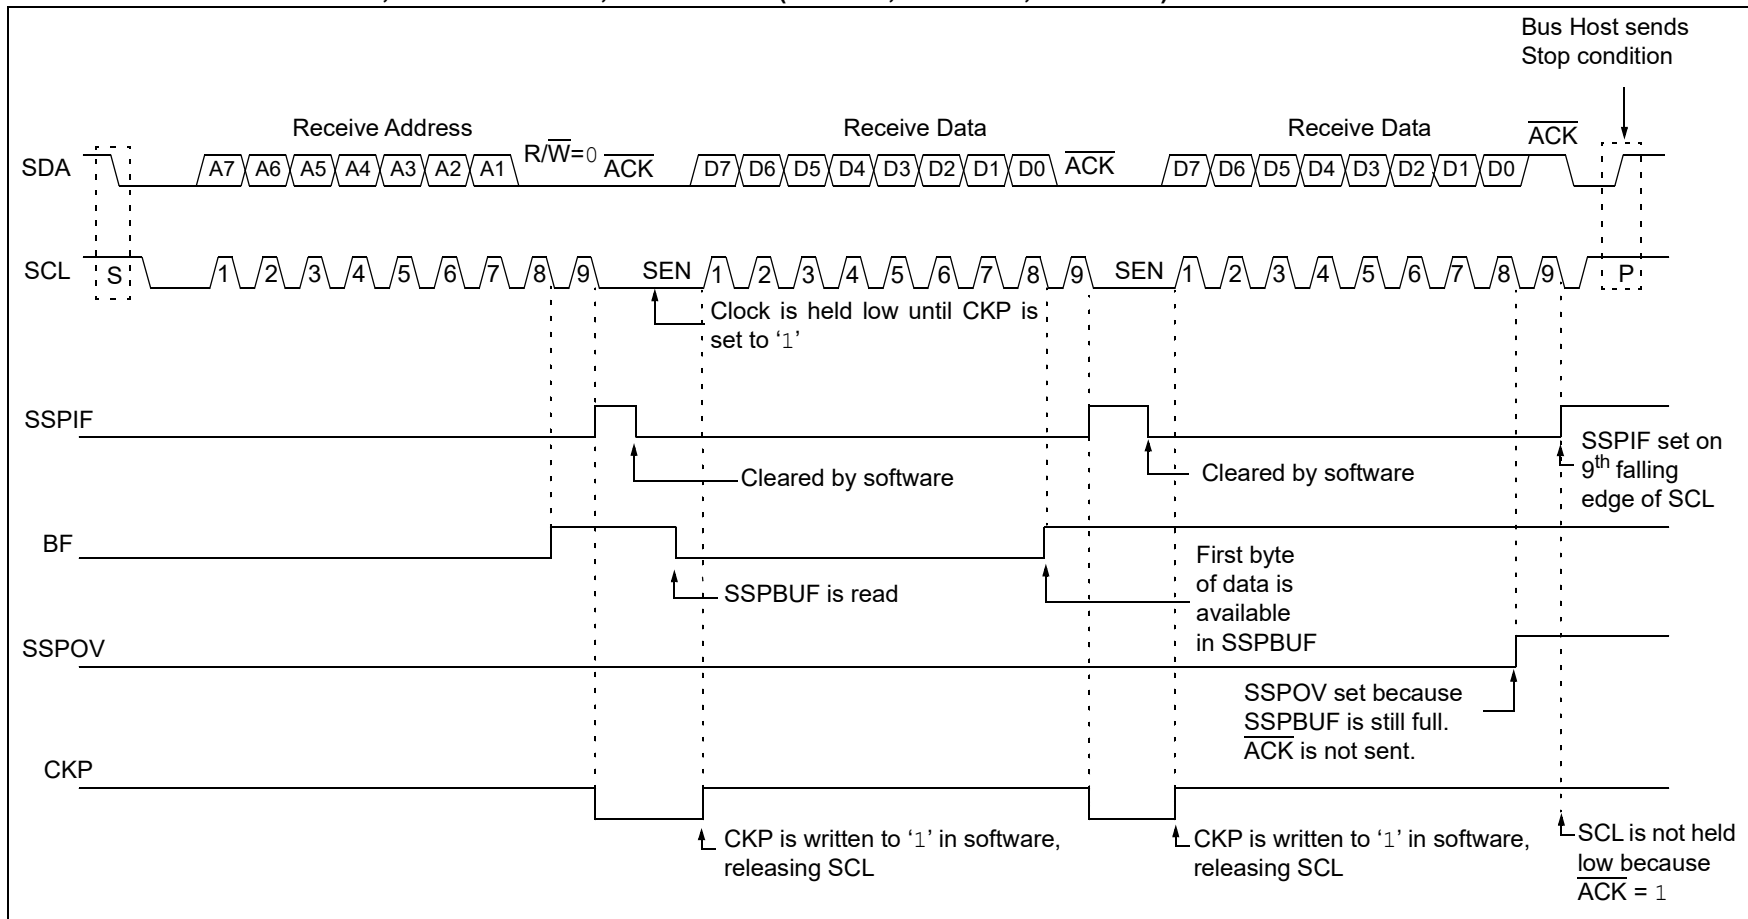 Bus Host sends
Stop condition
Receive Address
Receive Data
Receive Data
ACK
SDA
A7 A6 A5 A4 A3 A2 A1
R/W=0 ACK
D7 D6 D5 D4 D3 D2 D1 D0
ACK
D7 D6 D5 D4 D3 D2 D1 D0
SCL
S
1 2 3 4 5 6 7 8 9
SEN
1 2 3 4 5 6 7 8 9
SEN
1 2 3 4 5 6 7 8 9
P
Clock is held low until CKP is
set to ‘1’
SSPIF
Cleared by software
Cleared by software
SSPIF set on
9th falling
edge of SCL
BF
SSPBUF is read
First byte
of data is
available
in SSPBUF
SSPOV
SSPOV set because
SSPBUF is still full.
ACK is not sent.
CKP
CKP is written to ‘1’ in software,
releasing SCL
CKP is written to ‘1’ in software,
releasing SCL
SCL is not held
low because
ACK = 1